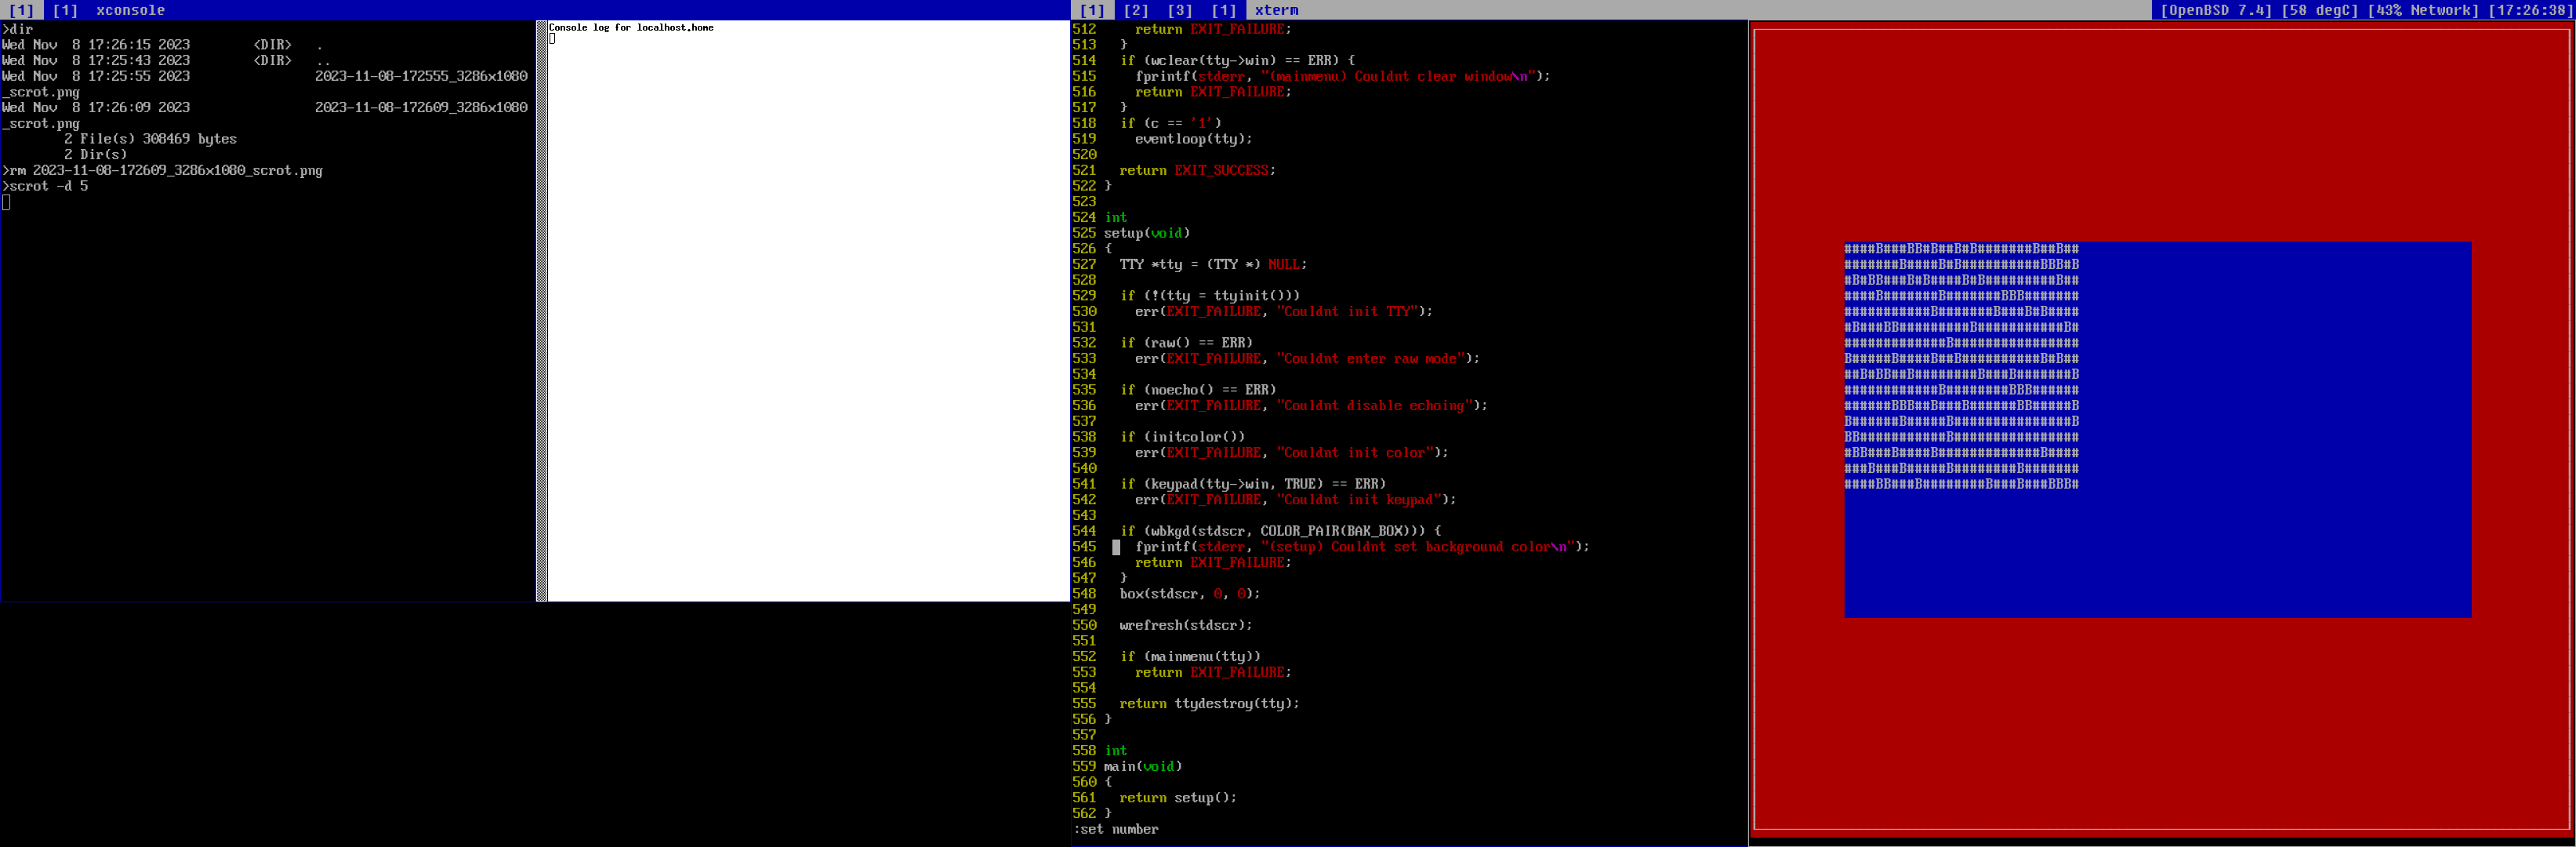 [1] [1] xconsole
>dir
Wed Nov  8 17:26:15 2023        <DIR>   .
Wed Nov  8 17:25:43 2023        <DIR>   ..
Wed Nov  8 17:25:55 2023                2023-11-08-172555_3286x1080
_scrot.png
Wed Nov  8 17:26:09 2023                2023-11-08-172609_3286x1080
_scrot.png
        2 File(s) 308469 bytes
        2 Dir(s)
>rm 2023-11-08-172609_3286x1080_scrot.png
>scrot -d 5
Console log for localhost.home
[1] [2] [3] [1] xterm
[OpenBSD 7.4] [58 degC] [43% Network] [17:26:38]
512     return EXIT_FAILURE;
513   }
514   if (wclear(tty->win) == ERR) {
515     fprintf(stderr, "(mainmenu) Couldnt clear window\n");
516     return EXIT_FAILURE;
517   }
518   if (c == '1')
519     eventloop(tty);
520
521   return EXIT_SUCCESS;
522 }
523
524 int
525 setup(void)
526 {
527   TTY *tty = (TTY *) NULL;
528
529   if (!(tty = ttyinit()))
530     err(EXIT_FAILURE, "Couldnt init TTY");
531
532   if (raw() == ERR)
533     err(EXIT_FAILURE, "Couldnt enter raw mode");
534
535   if (noecho() == ERR)
536     err(EXIT_FAILURE, "Couldnt disable echoing");
537
538   if (initcolor())
539     err(EXIT_FAILURE, "Couldnt init color");
540
541   if (keypad(tty->win, TRUE) == ERR)
542     err(EXIT_FAILURE, "Couldnt init keypad");
543
544   if (wbkgd(stdscr, COLOR_PAIR(BAK_BOX))) {
545     fprintf(stderr, "(setup) Couldnt set background color\n");
546     return EXIT_FAILURE;
547   }
548   box(stdscr, 0, 0);
549
550   wrefresh(stdscr);
551
552   if (mainmenu(tty))
553     return EXIT_FAILURE;
554
555   return ttydestroy(tty);
556 }
557
558 int
559 main(void)
560 {
561   return setup();
562 }
:set number
####B###BB#B##B#B#######B##B##
#######B####B#B##########BBB#B
#B#BB###B#B####B#B#########B##
####B#######B#######BBB#######
###########B#######B###B#B####
#B###BB#########B###########B#
#############B################
B#####B####B##B##########B#B##
##B#BB##B########B###B#######B
############B########BBB######
######BBB##B###B######BB#####B
B######B#####B###############B
BB###########B################
#BB###B####B#############B####
###B###B#####B########B#######
####BB###B########B###B###BBB#